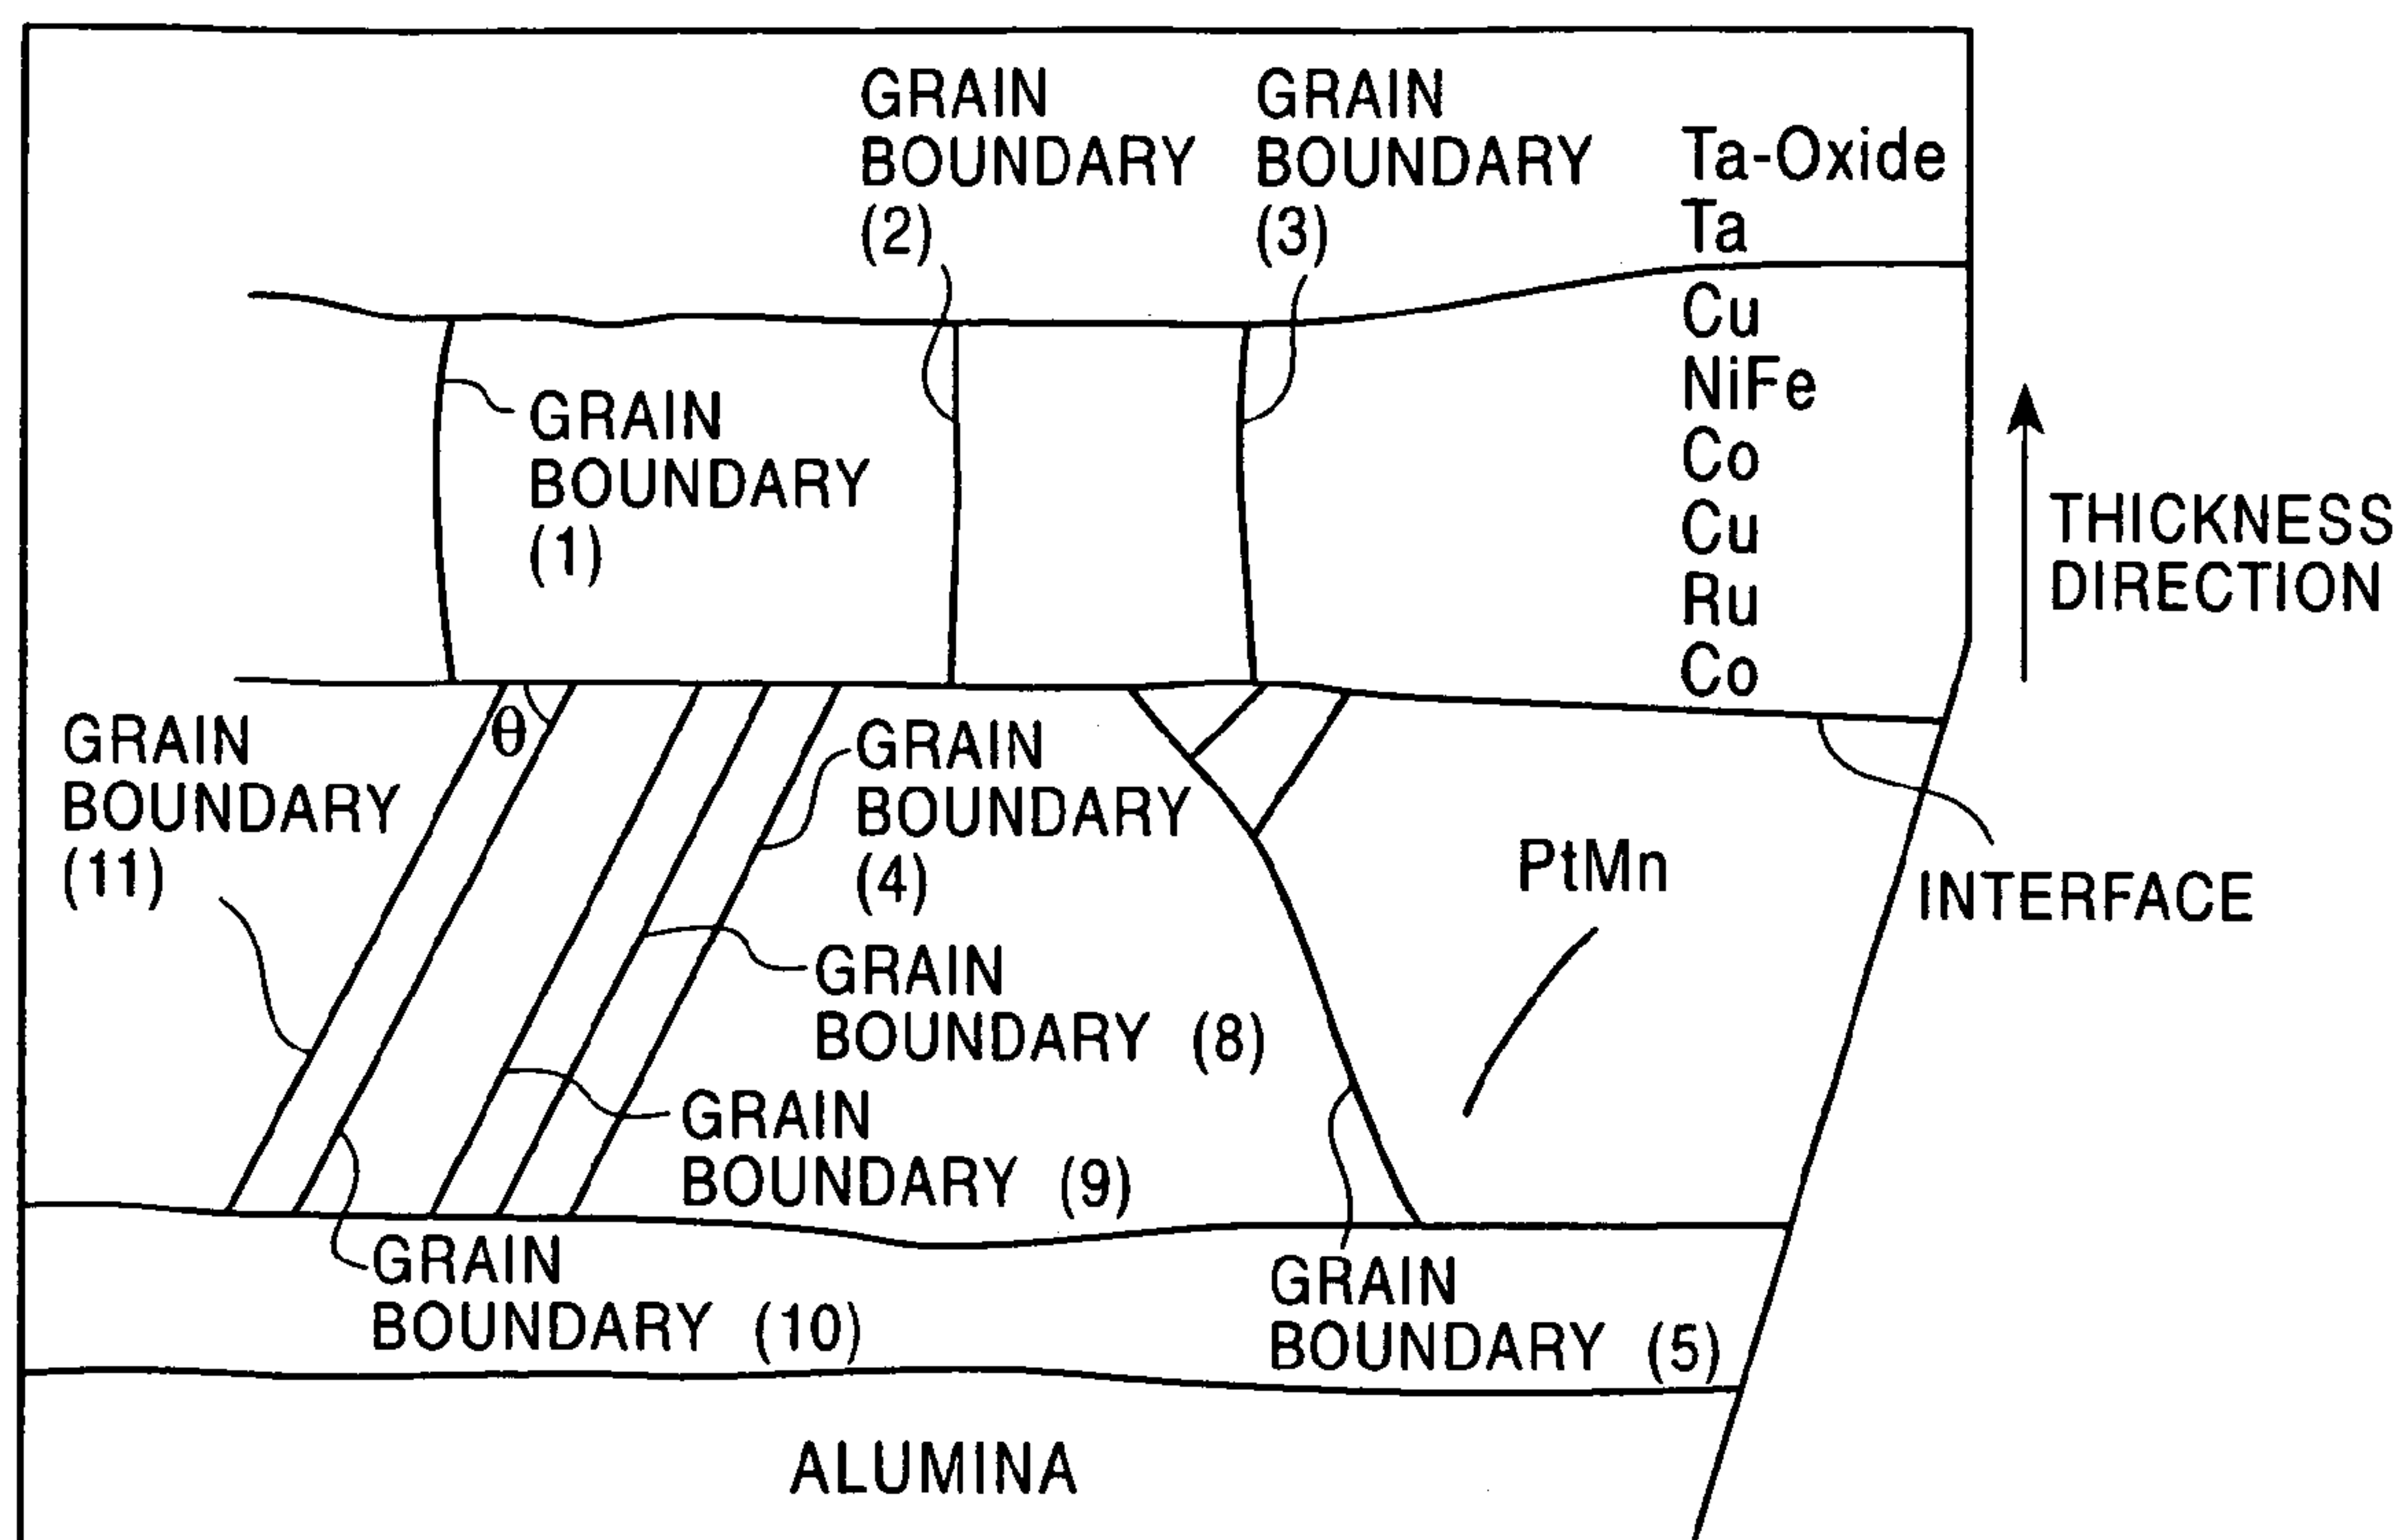 GRAIN
BOUNDARY
(2)
GRAIN
BOUNDARY
(3)
Ta-Oxide
Ta
Cu
NiFe
Co
Cu
Ru
Co
GRAIN
BOUNDARY
(1)
THICKNESS
DIRECTION
GRAIN
BOUNDARY
(11)
θ
GRAIN
BOUNDARY
(4)
PtMn
INTERFACE
GRAIN
BOUNDARY (8)
GRAIN
BOUNDARY (9)
GRAIN
BOUNDARY (10)
GRAIN
BOUNDARY (5)
ALUMINA